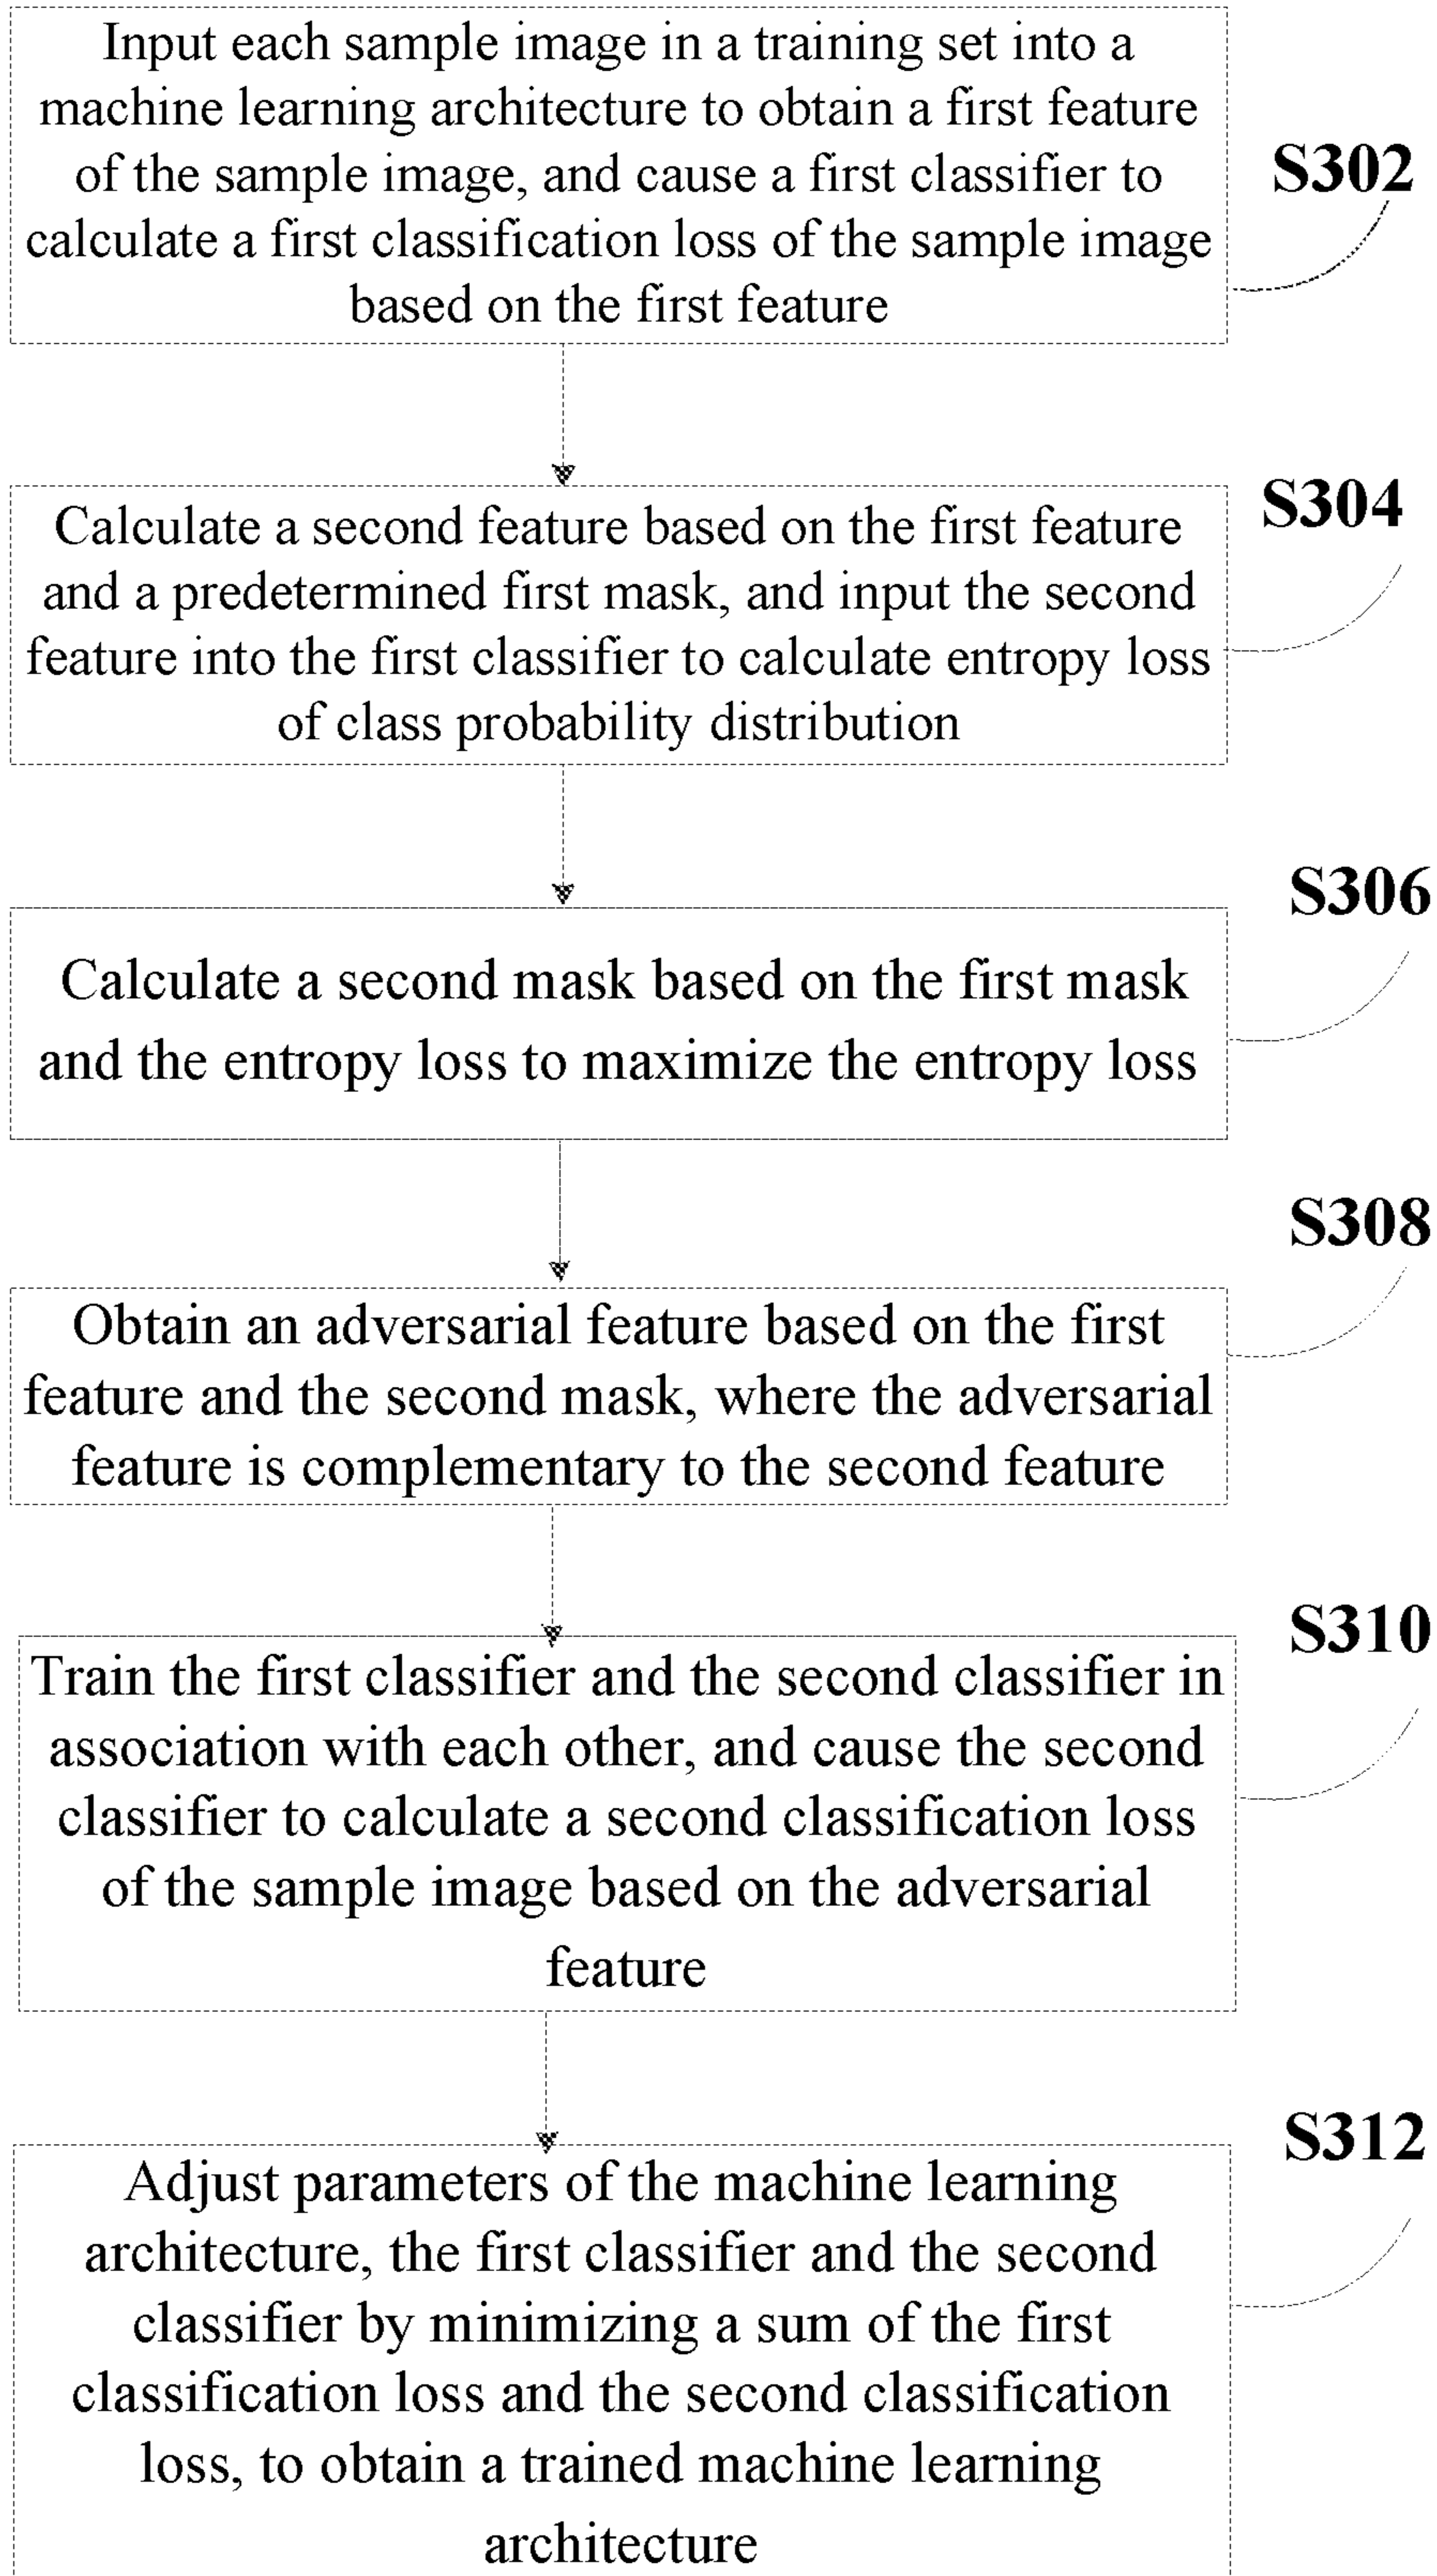 Input each sample image in a training set into a
machine learning architecture to obtain a first feature
of the sample image, and cause a first classifier to
calculate a first classification loss of the sample image
based on the first feature
S302
Calculate a second feature based on the first feature
and a predetermined first mask, and input the second
feature into the first classifier to calculate entropy loss
of class probability distribution
S304
Calculate a second mask based on the first mask
and the entropy loss to maximize the entropy loss
S306
Obtain an adversarial feature based on the first
feature and the second mask, where the adversarial
feature is complementary to the second feature
S308
Train the first classifier and the second classifier in
association with each other, and cause the second
classifier to calculate a second classification loss
of the sample image based on the adversarial
feature
S310
Adjust parameters of the machine learning
architecture, the first classifier and the second
classifier by minimizing a sum of the first
classification loss and the second classification
loss, to obtain a trained machine learning
architecture
S312